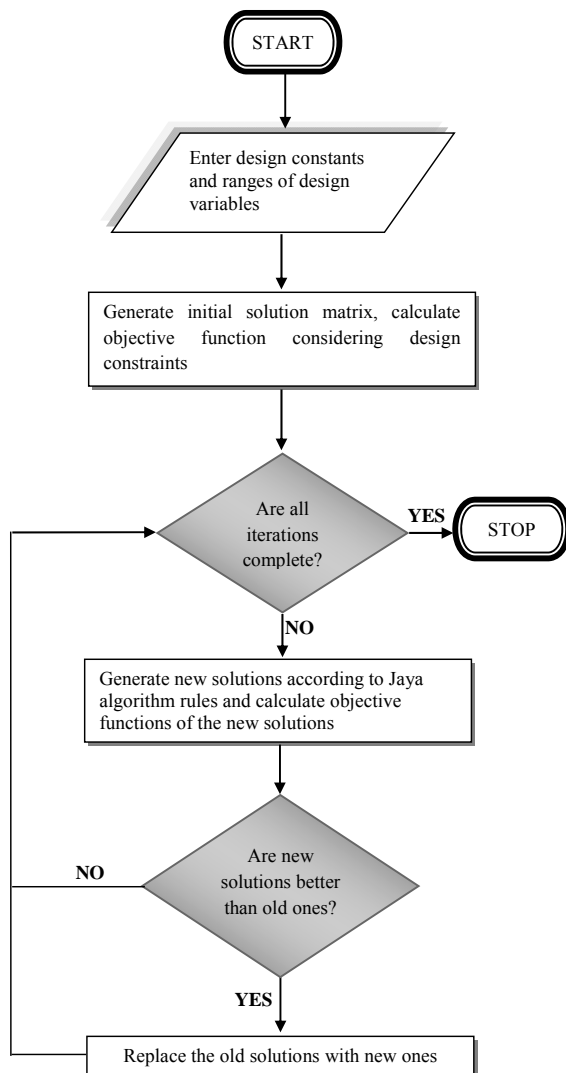 START
Enter design constants
and ranges of design
variables
Generate initial solution matrix, calculate
objective function considering design
constraints
Are all
iterations
complete?
YES
STOP
NO
Generate new solutions according to Jaya
algorithm rules and calculate objective
functions of the new solutions
Are new
solutions better
than old ones?
NO
YES
Replace the old solutions with new ones